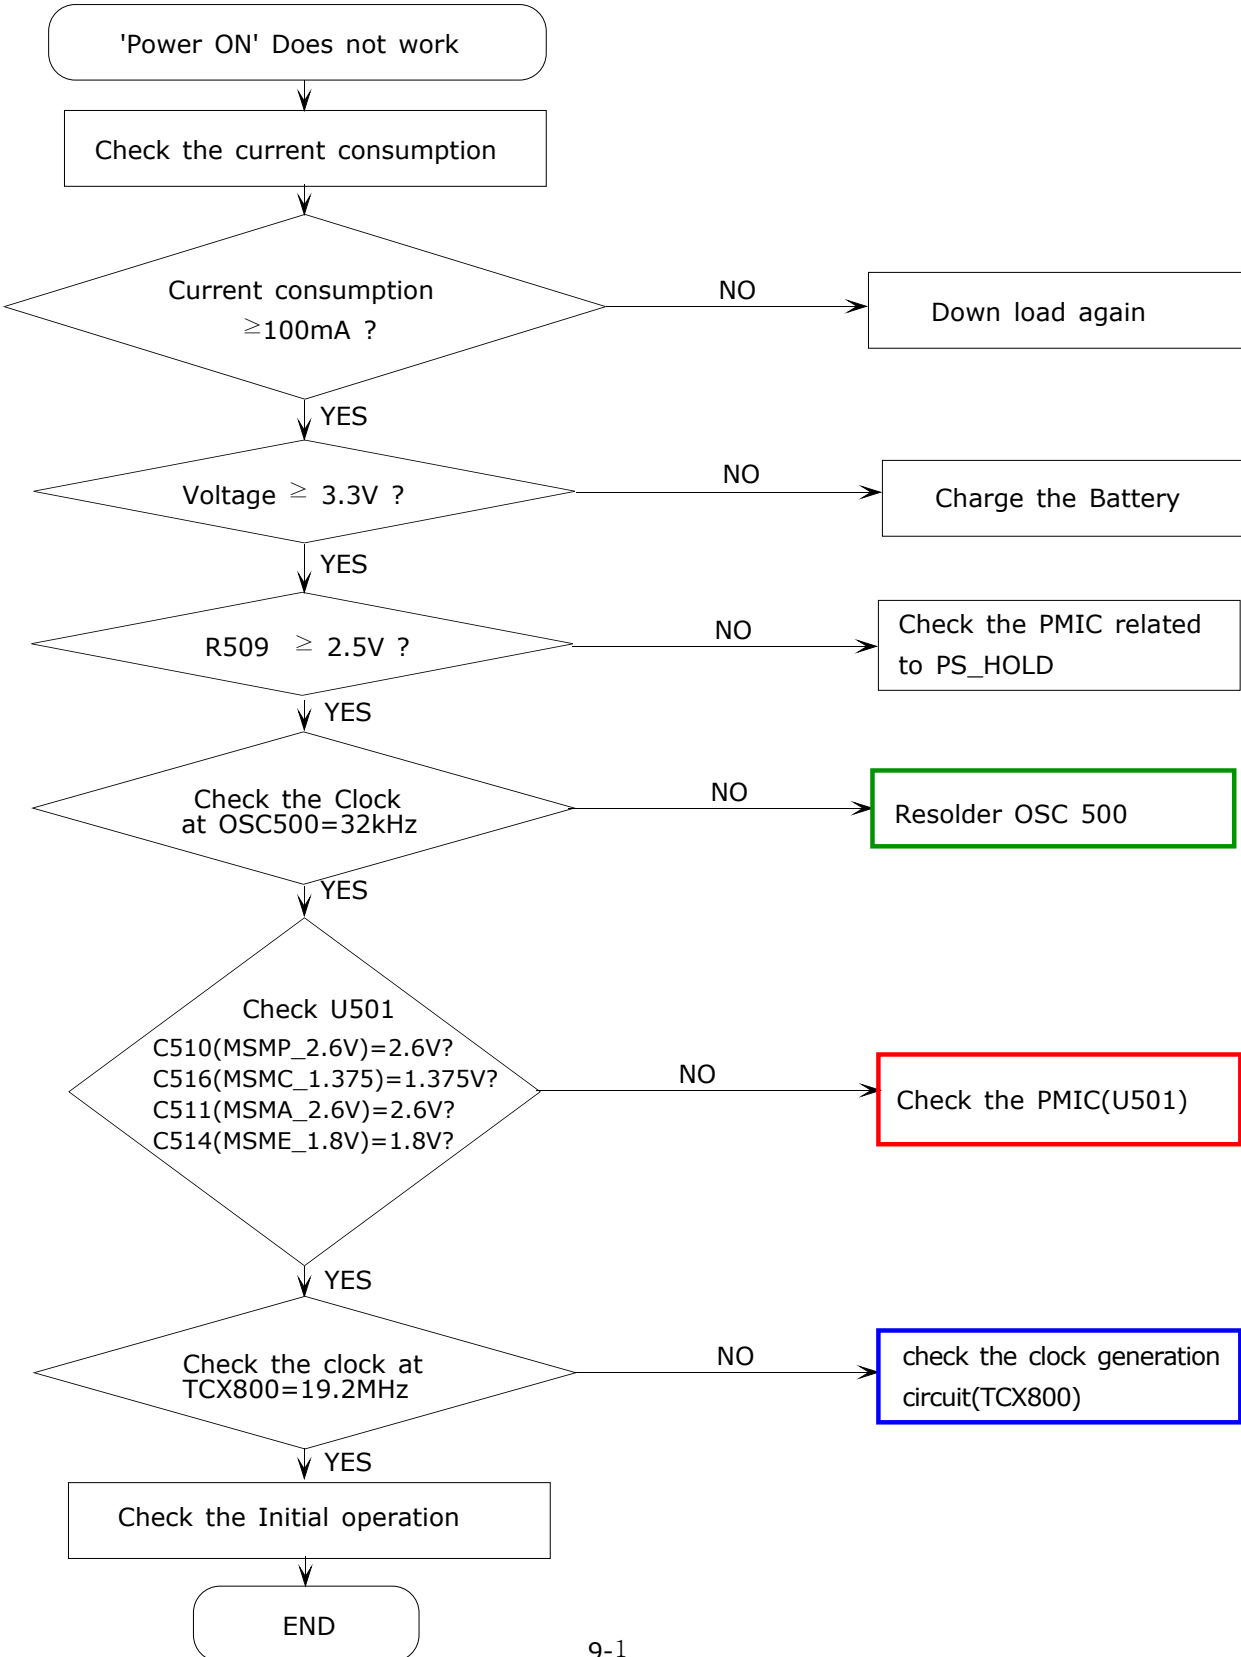 'Power ON' Does not work
Check the current consumption
Current consumption
≥100mA ?
NO
Down load again
YES
Voltage ≥ 3.3V ?
NO
Charge the Battery
YES
R509 ≥ 2.5V ?
NO
Check the PMIC related
to PS_HOLD
YES
Check the Clock
at OSC500=32kHz
NO
Resolder OSC 500
YES
Check U501
C510(MSMP_2.6V)=2.6V?
C516(MSMC_1.375)=1.375V?
C511(MSMA_2.6V)=2.6V?
C514(MSME_1.8V)=1.8V?
NO
Check the PMIC(U501)
YES
Check the clock at
TCX800=19.2MHz
NO
check the clock generation
circuit(TCX800)
YES
Check the Initial operation
END
9-1